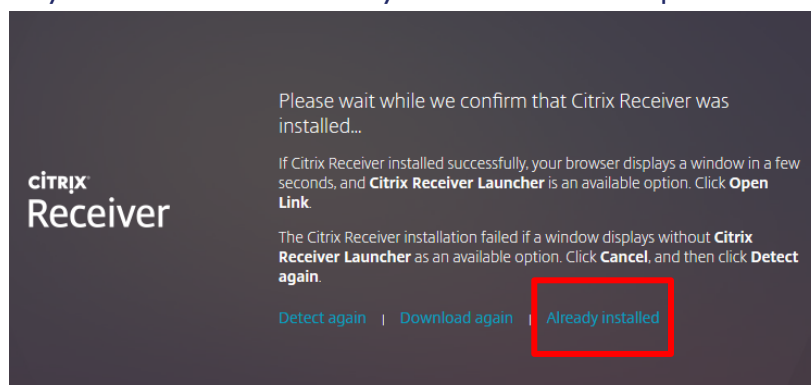 Please wait while we confirm that Citrix Receiver was
installed...
If Citrix Receiver installed successfully, your browser displays a window in a few
seconds, and Citrix Receiver Launcher is an available option. Click Open
Link.
The Citrix Receiver installation failed if a window displays without Citrix
Receiver Launcher as an available option. Click Cancel, and then click Detect
again.
Detect again | Download again | Already installed
CITRIX
Receiver